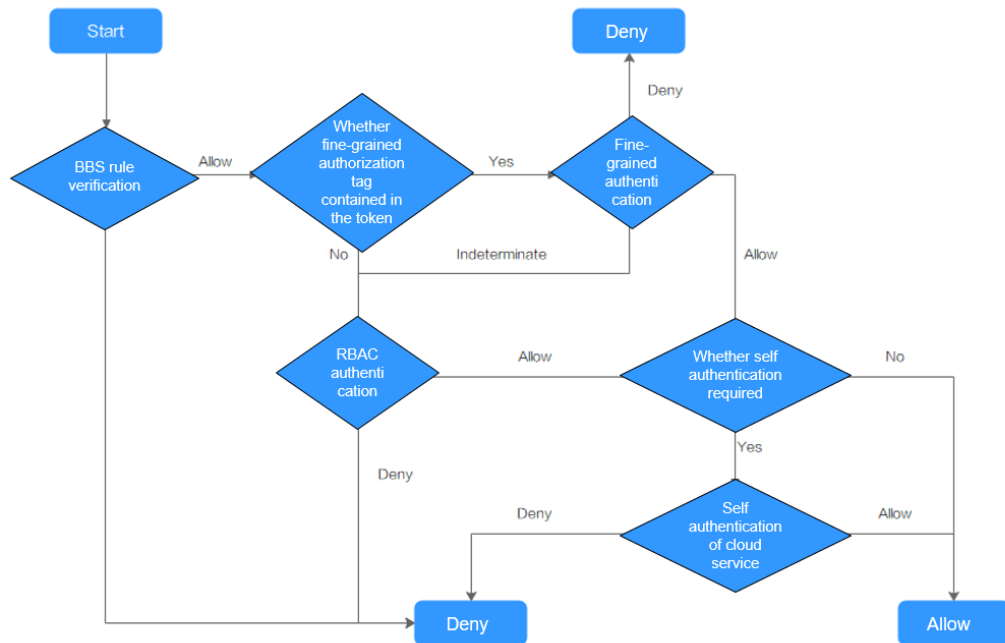 Start
Deny
Deny
BBS rule
verification
Allow
Whether
fine-grained
authorization
tag
contained in
the token
Yes
Fine-
grained
authenti
cation
No
Indeterminate
Allow
RBAC
authenti
cation
Allow
Whether self
authentication
required
No
Yes
Deny
Deny
Self
authentication
of cloud
service
Allow
Deny
Allow